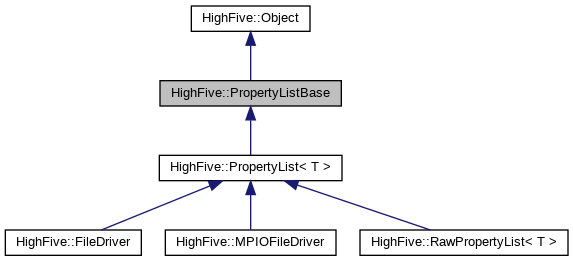 HighFive::Object
HighFive::PropertyListBase
HighFive::PropertyList< T >
HighFive::FileDriver
HighFive::MPIOFileDriver
HighFive::RawPropertyList< T >